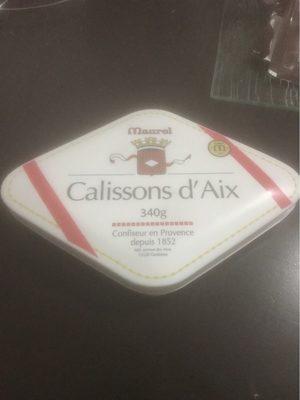 Maurel
Calissons d'Aix
340g
Confiseur en Provence
depuis 1852